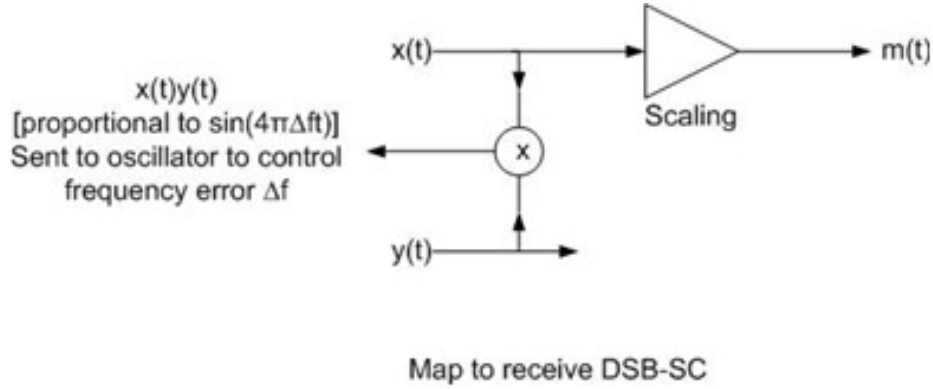 x(t)
m(t)
Scaling
x(t)y(t)
[proportional to sin(4πΔft)]
Sent to oscillator to control
frequency error Δf
x
y(t)
Map to receive DSB-SC